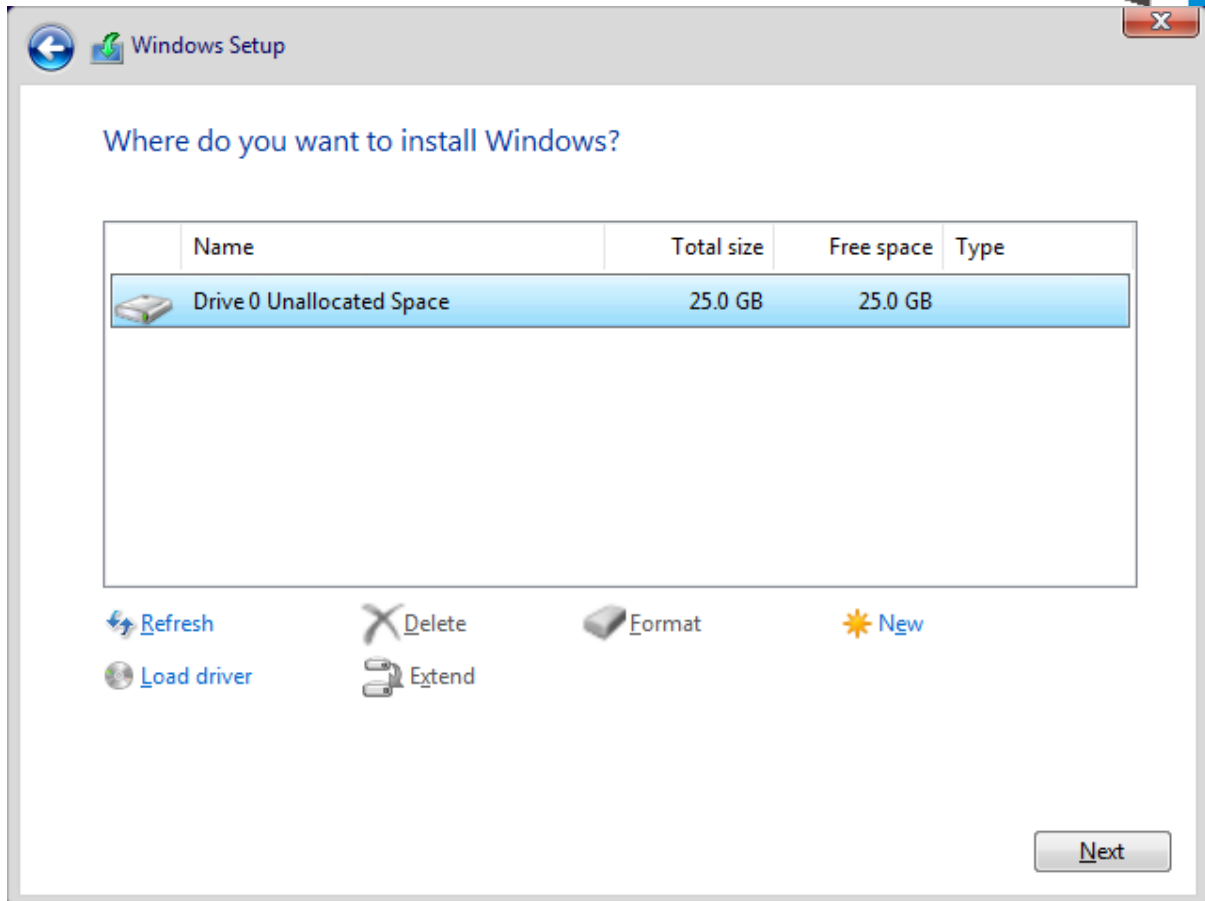 Windows Setup
Where do you want to install Windows?
Name Total size Free space Type
Drive 0 Unallocated Space 25.0 GB 25.0 GB
Refresh Delete Format New
Load driver Extend
Next